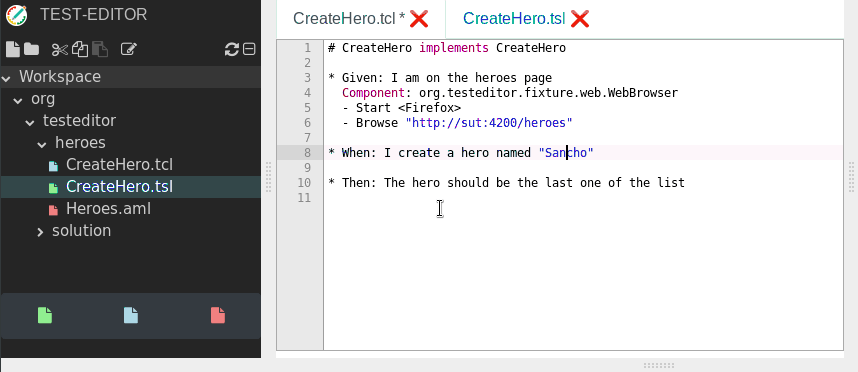 TEST-EDITOR
Workspace
org
testeditor
heroes
CreateHero.tcl
CreateHero.tsl
Heroes.aml
solution
CreateHero.tcl *
CreateHero.tsl
1 # CreateHero implements CreateHero
2
3 * Given: I am on the heroes page
4 Component: org.testeditor.fixture.web.WebBrowser
5 - Start <Firefox>
6 - Browse "http://sut:4200/heroes"
7
8 * When: I create a hero named "Sancho"
9
10 * Then: The hero should be the last one of the list
11